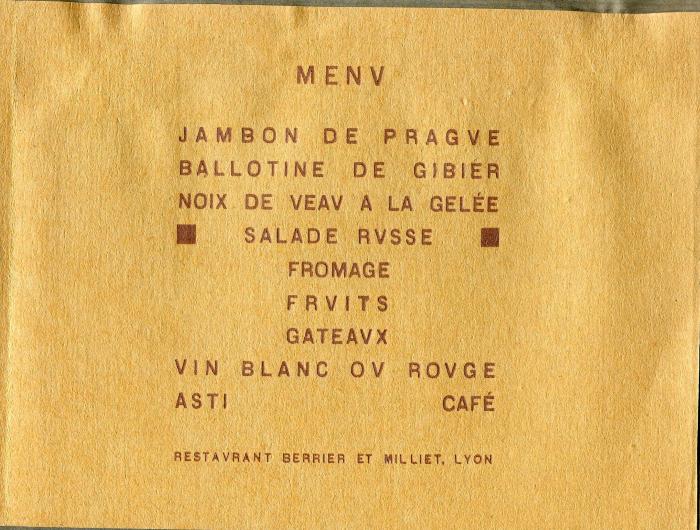 MENV
JAMBON DE PRAGVE
BALLOTINE DE GIBIER
NOIX DE VEAV A LA GELÉE
SALADE RVSSE
FROMAGE
FRVITS
GATEAVX
VIN BLANC OV ROVGE
ASTI CAFÉ
RESTAVRANT BERRIER ET MILLIET, LYON